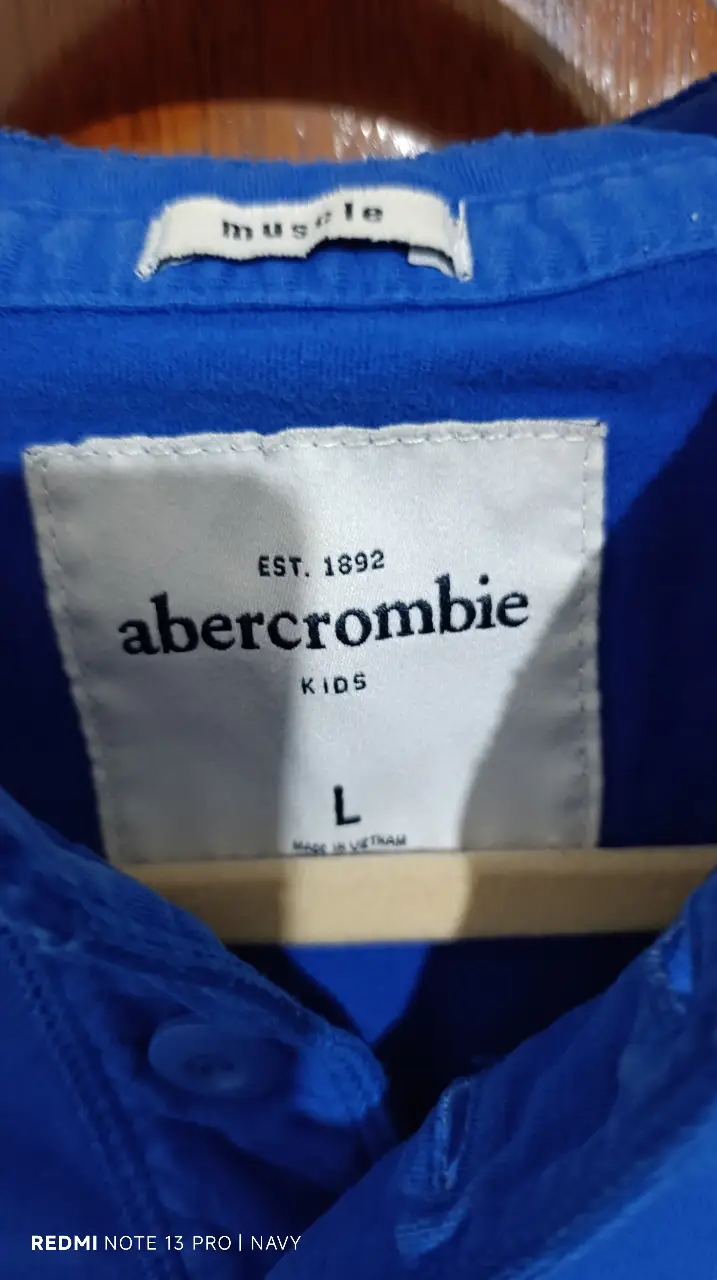 muscle
EST. 1892
abercrombie
KIDS
L
MADE IN VIETNAM
REDMI NOTE 13 PRO | NAVY